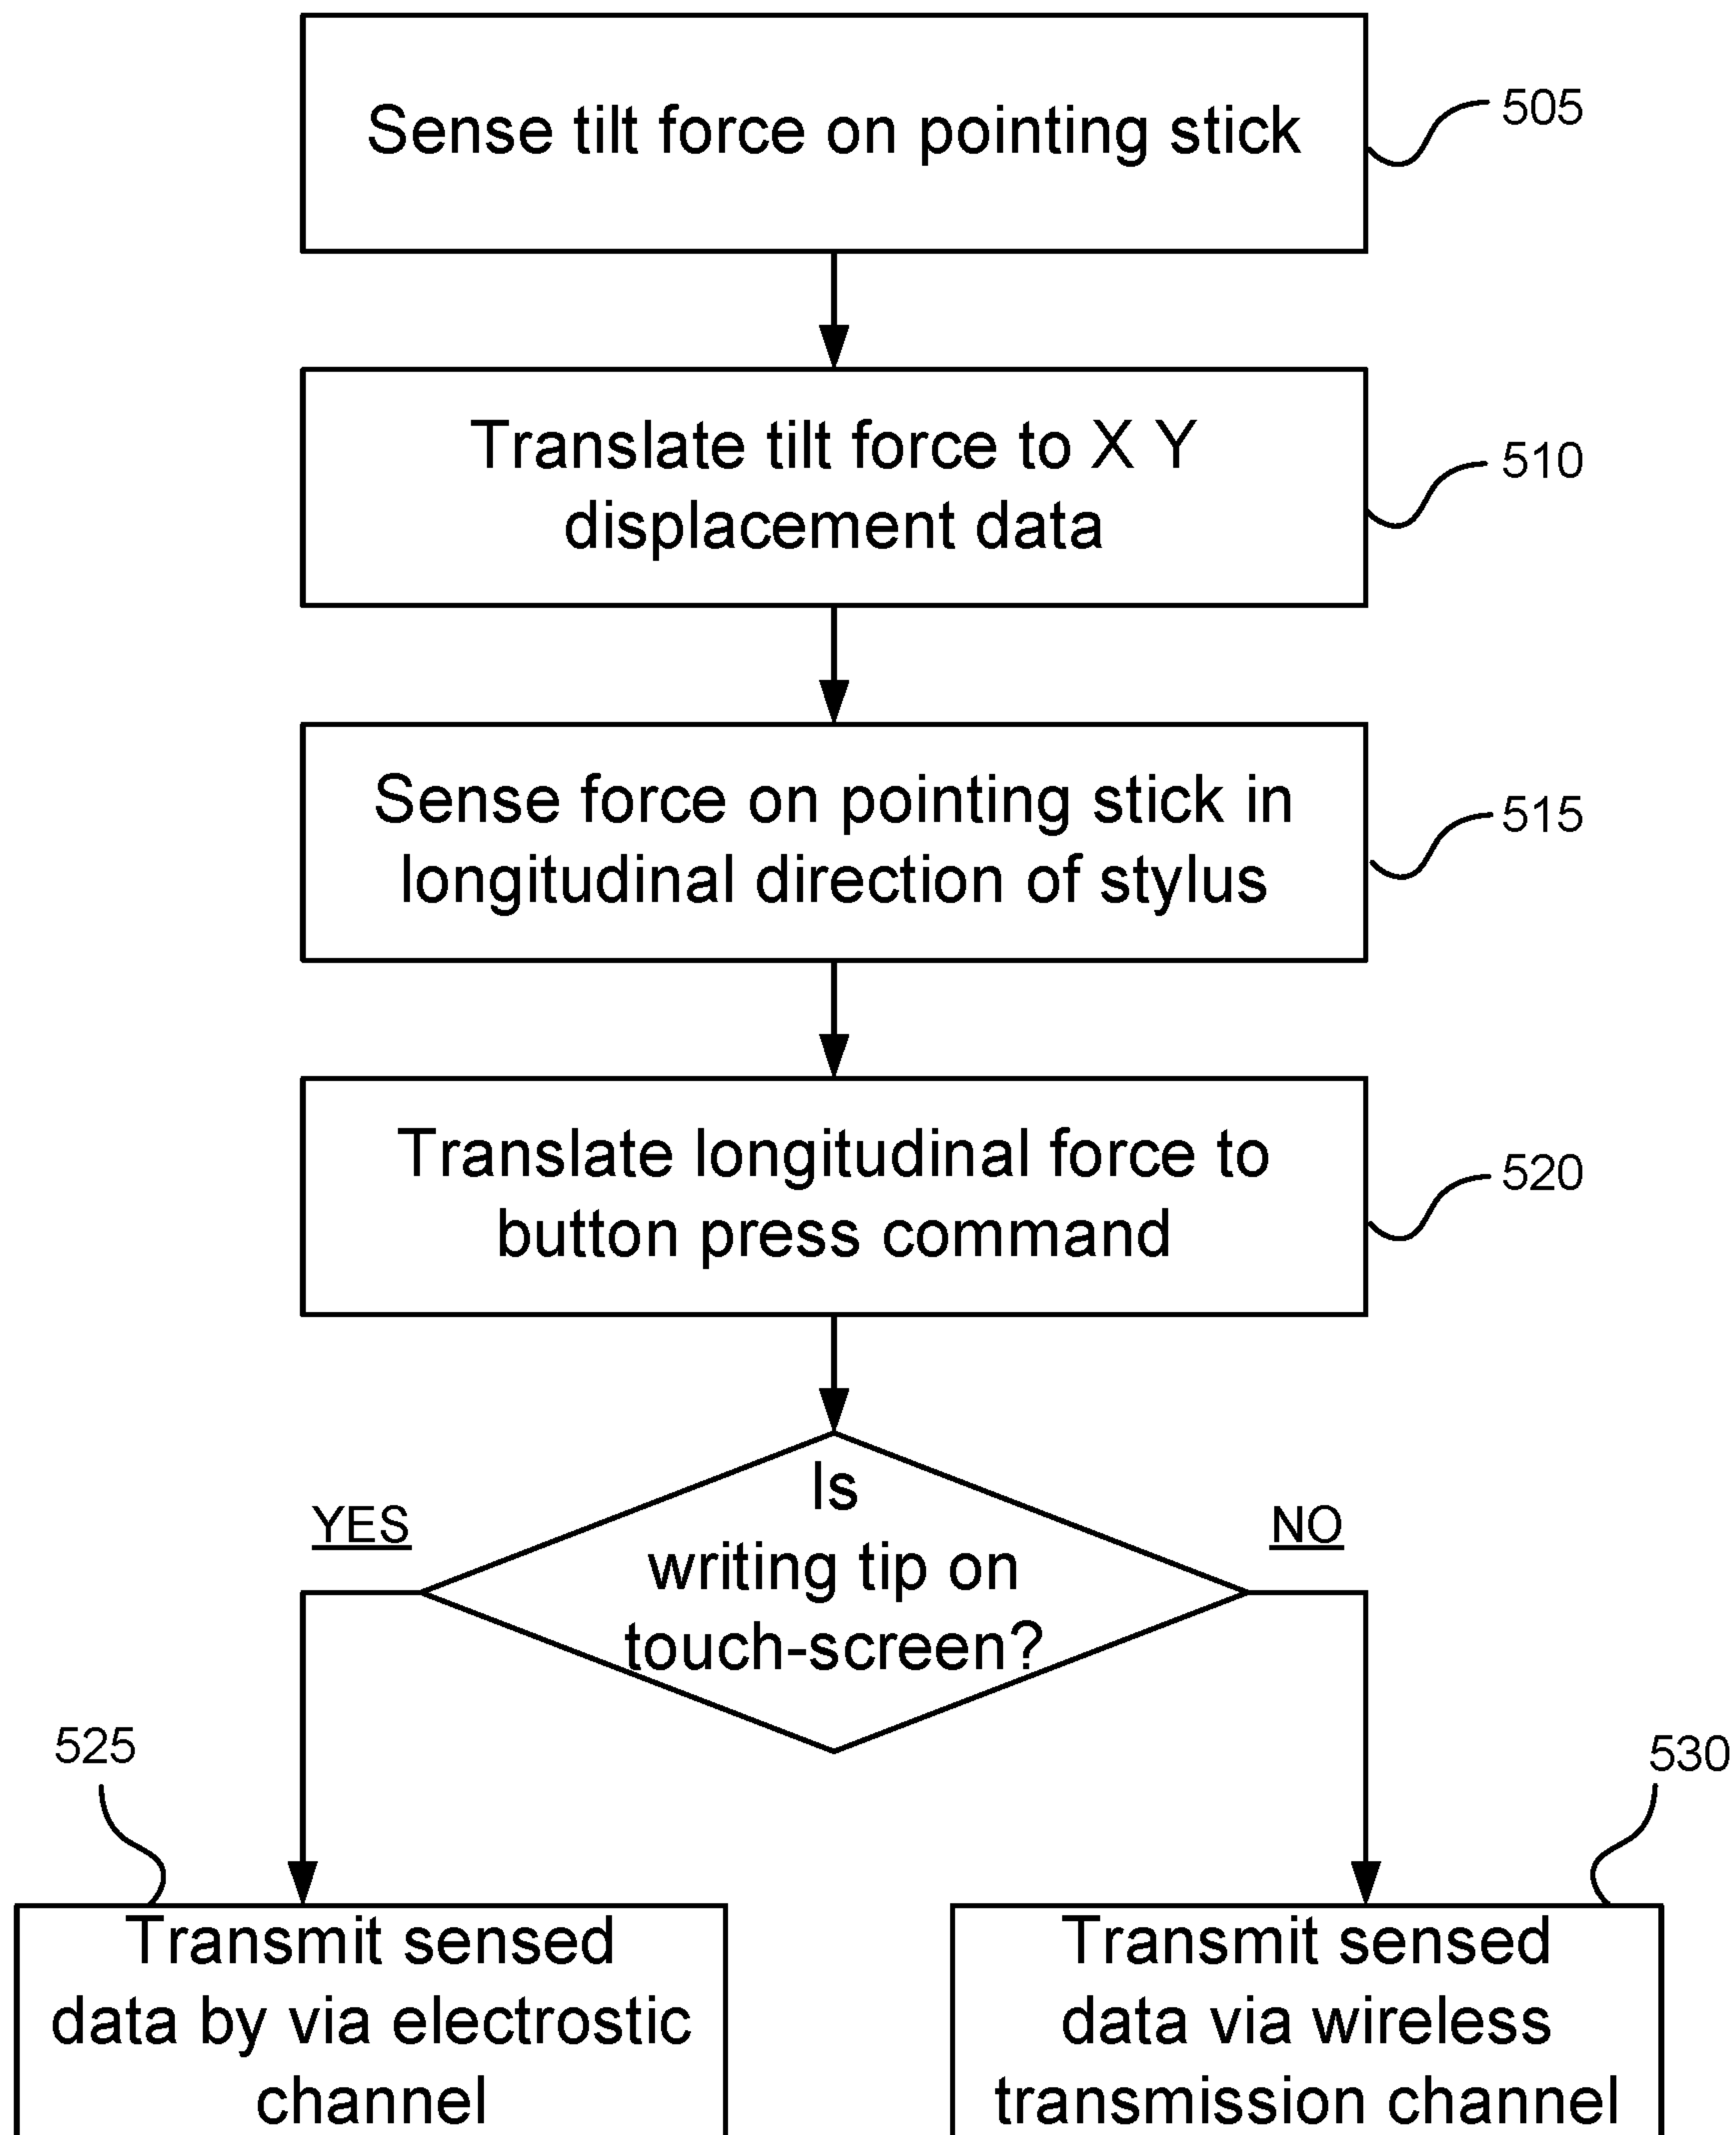 Sense tilt force on pointing stick
505
Translate tilt force to X Y
displacement data
510
Sense force on pointing stick in
longitudinal direction of stylus
515
Translate longitudinal force to
button press command
520
Is
writing tip on
touch-screen?
YES
NO
525
530
Transmit sensed
data by via electrostic
channel
Transmit sensed
data via wireless
transmission channel